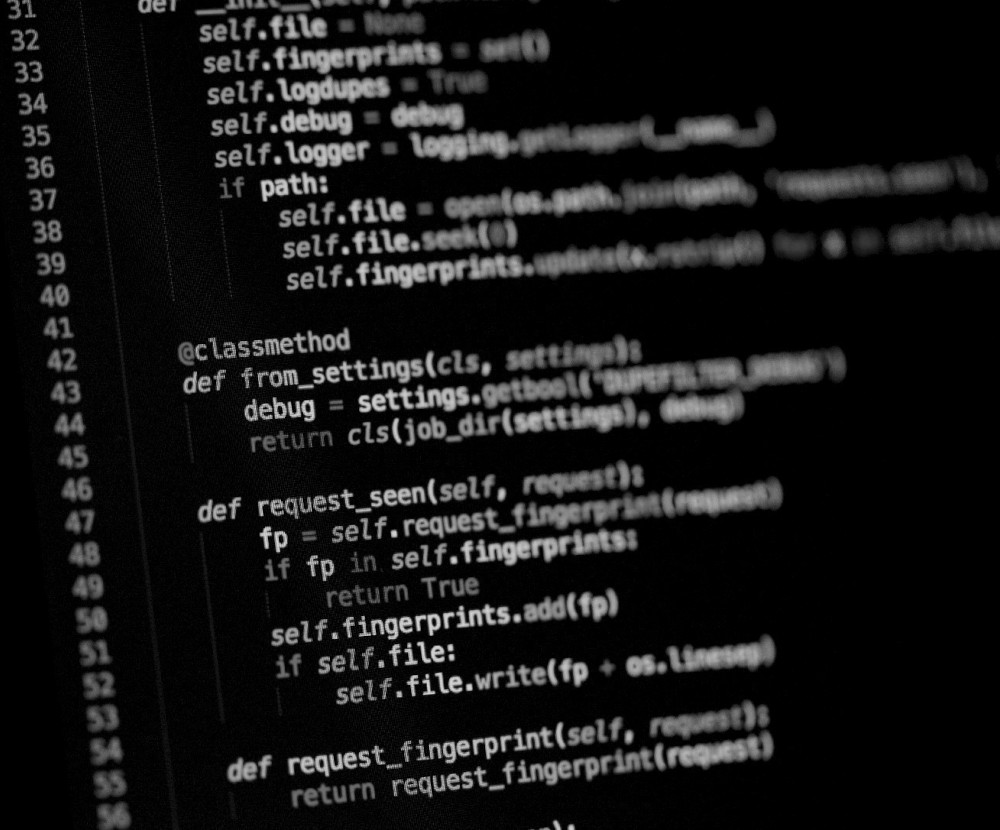 31 def __init__(self,
32 self.file = None
33 self.fingerprints = set()
34 self.logdupes = True
35 self.debug = debug
36 self.logger = logging.getLogger(__name__)
37 if path:
38 self.file = open(os.path.join(path, 'requests.seen'),
39 self.file.seek(0)
40 self.fingerprints.update(x.rstrip() for x in self.file
41
42 @classmethod
43 def from_settings(cls, settings):
44 debug = settings.getbool('DUPEFILTER_DEBUG')
45 return cls(job_dir(settings), debug)
46
47 def request_seen(self, request):
48 fp = self.request_fingerprint(request)
49 if fp in self.fingerprints:
50 return True
51 self.fingerprints.add(fp)
52 if self.file:
53 self.file.write(fp + os.linesep)
54
55 def request_fingerprint(self, request):
56 return request_fingerprint(request)